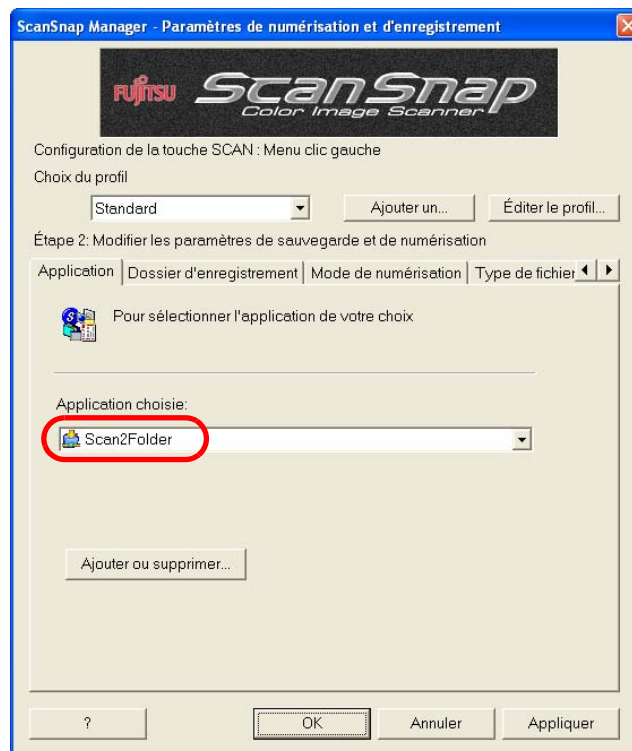 ScanSnap Manager - Paramètres de numérisation et d'enregistrement
FUJITSU ScanSnap
Color Image Scanner
Configuration de la touche SCAN : Menu clic gauche
Choix du profil
Standard Ajouter un... Éditer le profil...
Étape 2: Modifier les paramètres de sauvegarde et de numérisation
Application Dossier d'enregistrement Mode de numérisation Type de fichier
Pour sélectionner l'application de votre choix
Application choisie:
Scan2Folder
Ajouter ou supprimer...
? OK Annuler Appliquer